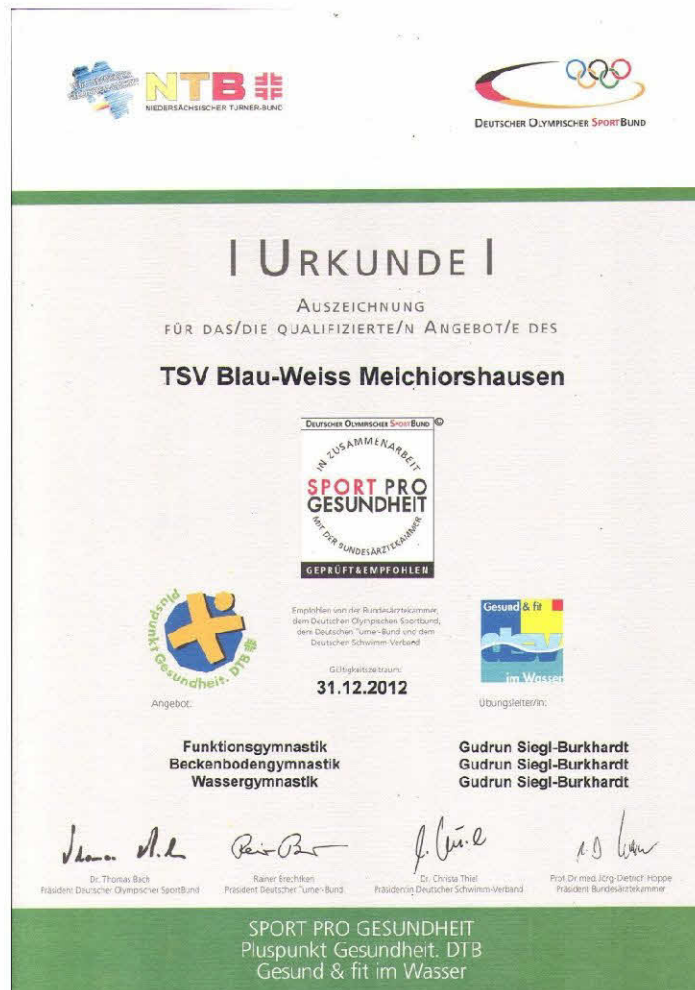 NTB
NIEDERSÄCHSISCHER TURNER-BUND
DEUTSCHER OLYMPISCHER SPORTBUND
| URKUNDE |
AUSZEICHNUNG
FÜR DAS/DIE QUALIFIZIERTE/N ANGEBOT/E DES
TSV Blau-Weiss Melchiorshausen
DEUTSCHER OLYMPISCHER SPORTBUND ©
IN ZUSAMMENARBEIT
SPORT PRO
GESUNDHEIT
MIT DER BUNDESÄRZTEKAMMER
GEPRÜFT & EMPFOHLEN
Pluspunkt Gesundheit. DTB
Empfohlen von der Bundesärztekammer,
dem Deutschen Olympischen Sportbund,
dem Deutschen Turner-Bund und dem
Deutschen Schwimm-Verband
Gültigkeitszeitraum:
31.12.2012
Gesund & fit
dsv
im Wasser
Angebot:
Übungsleiter/in:
Funktionsgymnastik Gudrun Siegl-Burkhardt
Beckenbodengymnastik Gudrun Siegl-Burkhardt
Wassergymnastik Gudrun Siegl-Burkhardt
Dr. Thomas Bach
Präsident Deutscher Olympischer SportBund
Rainer Brechtken
Präsident Deutscher Turner-Bund
Dr. Christa Thiel
Präsidentin Deutscher Schwimm-Verband
Prof. Dr. med. Jörg-Dietrich Hoppe
Präsident Bundesärztekammer
SPORT PRO GESUNDHEIT
Pluspunkt Gesundheit. DTB
Gesund & fit im Wasser